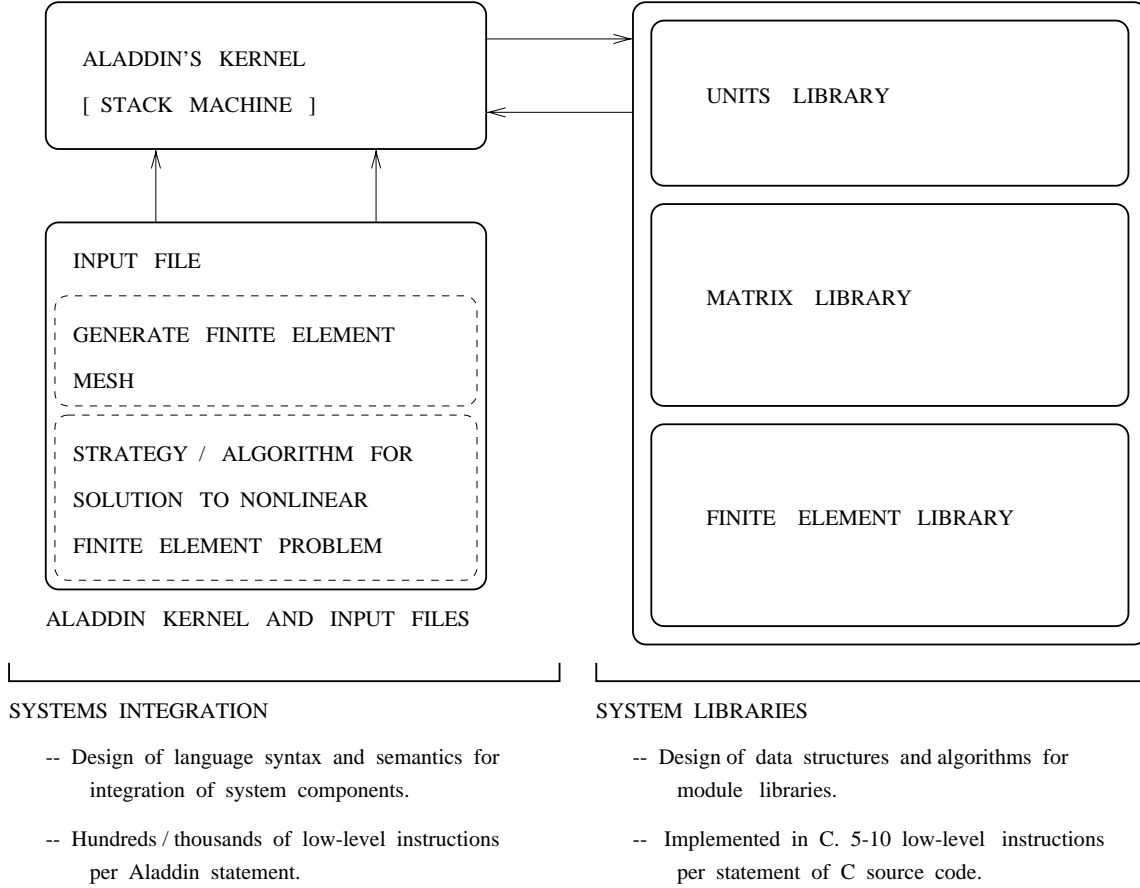 ALADDIN'S KERNEL
[ STACK MACHINE ]
INPUT FILE
GENERATE FINITE ELEMENT
MESH
STRATEGY / ALGORITHM FOR
SOLUTION TO NONLINEAR
FINITE ELEMENT PROBLEM
ALADDIN KERNEL AND INPUT FILES
UNITS LIBRARY
MATRIX LIBRARY
FINITE ELEMENT LIBRARY
SYSTEMS INTEGRATION
-- Design of language syntax and semantics for
integration of system components.
-- Hundreds / thousands of low-level instructions
per Aladdin statement.
SYSTEM LIBRARIES
-- Design of data structures and algorithms for
module libraries.
-- Implemented in C. 5-10 low-level instructions
per statement of C source code.